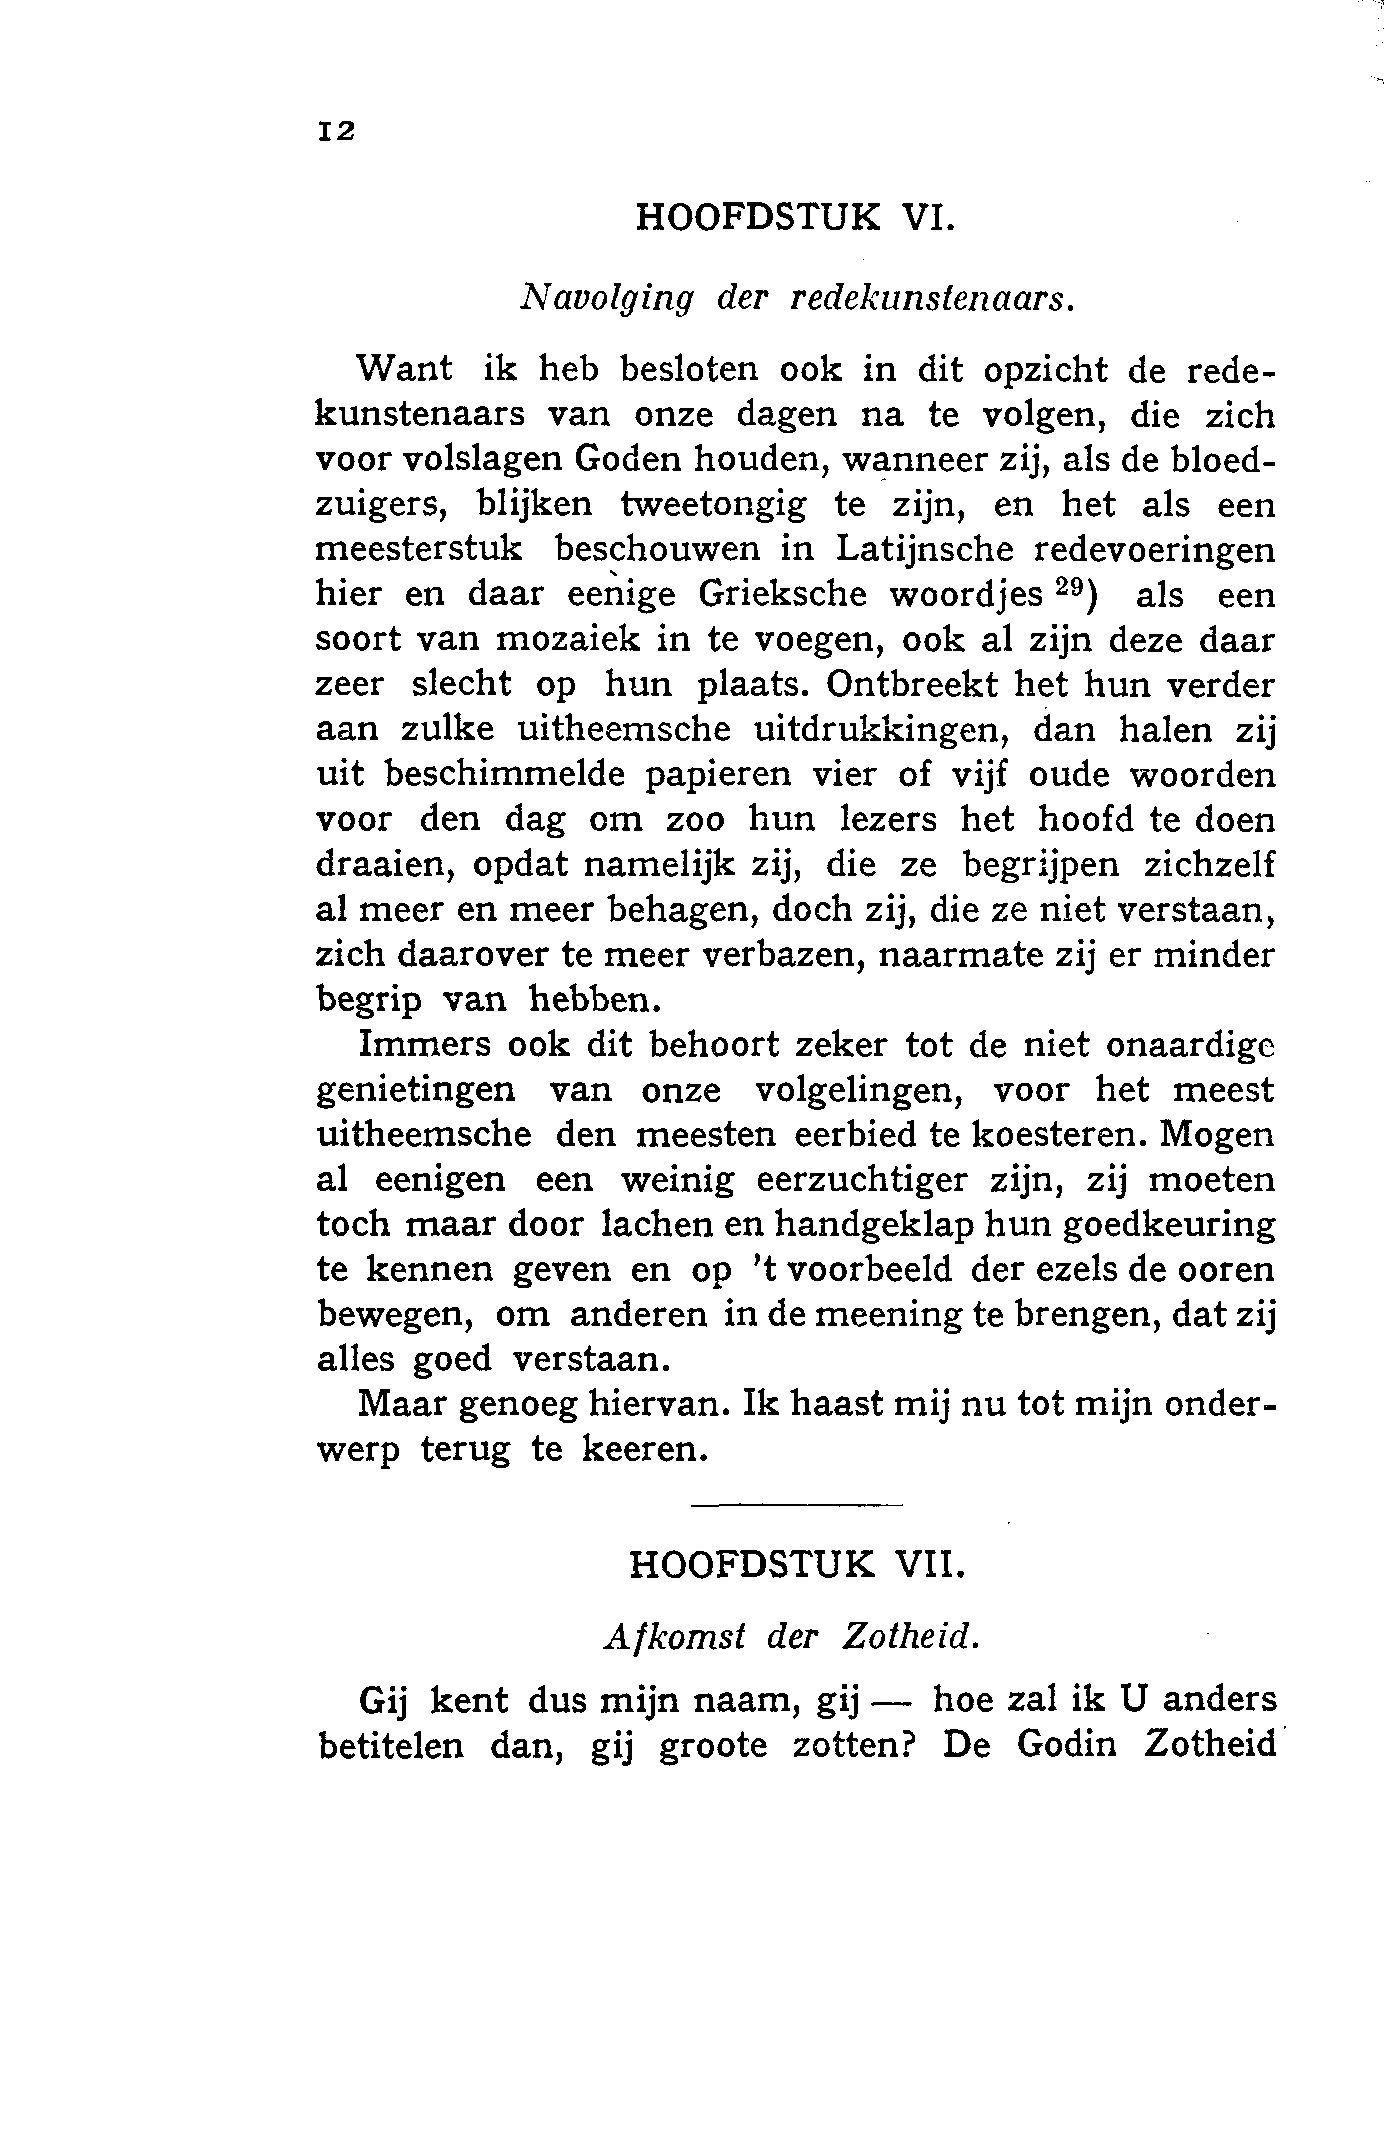 12
HOOFDSTUK VI.
Navolging der redekunstenaars.
Want ik heb besloten ook in dit opzicht de rede-
kunstenaars van onze dagen na te volgen, die zich
voor volslagen Goden houden, wanneer zij, als de bloed-
zuigers, blijken tweetongig te zijn, en het als een
meesterstuk beschouwen in Latijnsche redevoeringen
hier en daar eenige Grieksche woordjes ²⁹) als een
soort van mozaiek in te voegen, ook al zijn deze daar
zeer slecht op hun plaats. Ontbreekt het hun verder
aan zulke uitheemsche uitdrukkingen, dan halen zij
uit beschimmelde papieren vier of vijf oude woorden
voor den dag om zoo hun lezers het hoofd te doen
draaien, opdat namelijk zij, die ze begrijpen zichzelf
al meer en meer behagen, doch zij, die ze niet verstaan,
zich daarover te meer verbazen, naarmate zij er minder
begrip van hebben.
Immers ook dit behoort zeker tot de niet onaardige
genietingen van onze volgelingen, voor het meest
uitheemsche den meesten eerbied te koesteren. Mogen
al eenigen een weinig eerzuchtiger zijn, zij moeten
toch maar door lachen en handgeklap hun goedkeuring
te kennen geven en op 't voorbeeld der ezels de ooren
bewegen, om anderen in de meening te brengen, dat zij
alles goed verstaan.
Maar genoeg hiervan. Ik haast mij nu tot mijn onder-
werp terug te keeren.
HOOFDSTUK VII.
Afkomst der Zotheid.
Gij kent dus mijn naam, gij — hoe zal ik U anders
betitelen dan, gij groote zotten? De Godin Zotheid